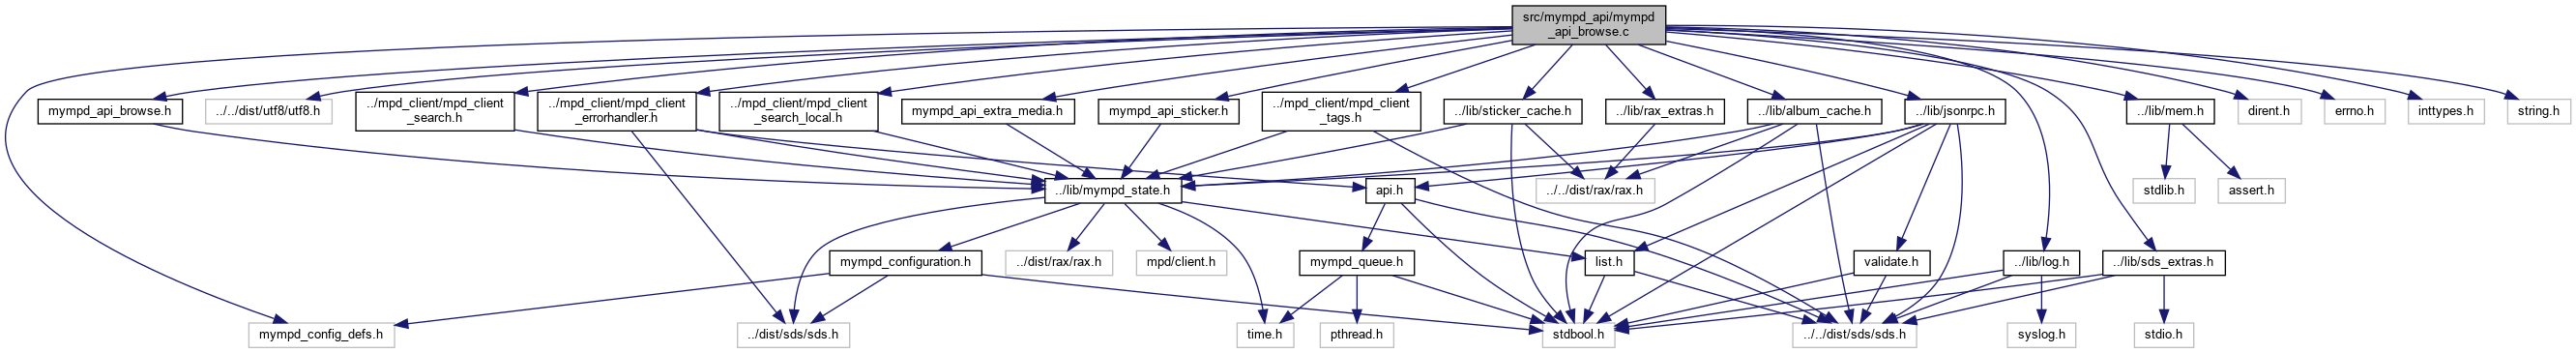 src/mympd_api/mympd
_api_browse.c
mympd_api_browse.h
../../dist/utf8/utf8.h
../mpd_client/mpd_client
_search.h
../mpd_client/mpd_client
_errorhandler.h
../mpd_client/mpd_client
_search_local.h
mympd_api_extra_media.h
mympd_api_sticker.h
../mpd_client/mpd_client
_tags.h
../lib/sticker_cache.h
../lib/rax_extras.h
../lib/album_cache.h
../lib/jsonrpc.h
../lib/mem.h
dirent.h
errno.h
inttypes.h
string.h
../lib/mympd_state.h
api.h
../../dist/rax/rax.h
stdlib.h
assert.h
mympd_configuration.h
../dist/rax/rax.h
mpd/client.h
mympd_queue.h
list.h
validate.h
../lib/log.h
../lib/sds_extras.h
mympd_config_defs.h
../dist/sds/sds.h
time.h
pthread.h
stdbool.h
../../dist/sds/sds.h
syslog.h
stdio.h